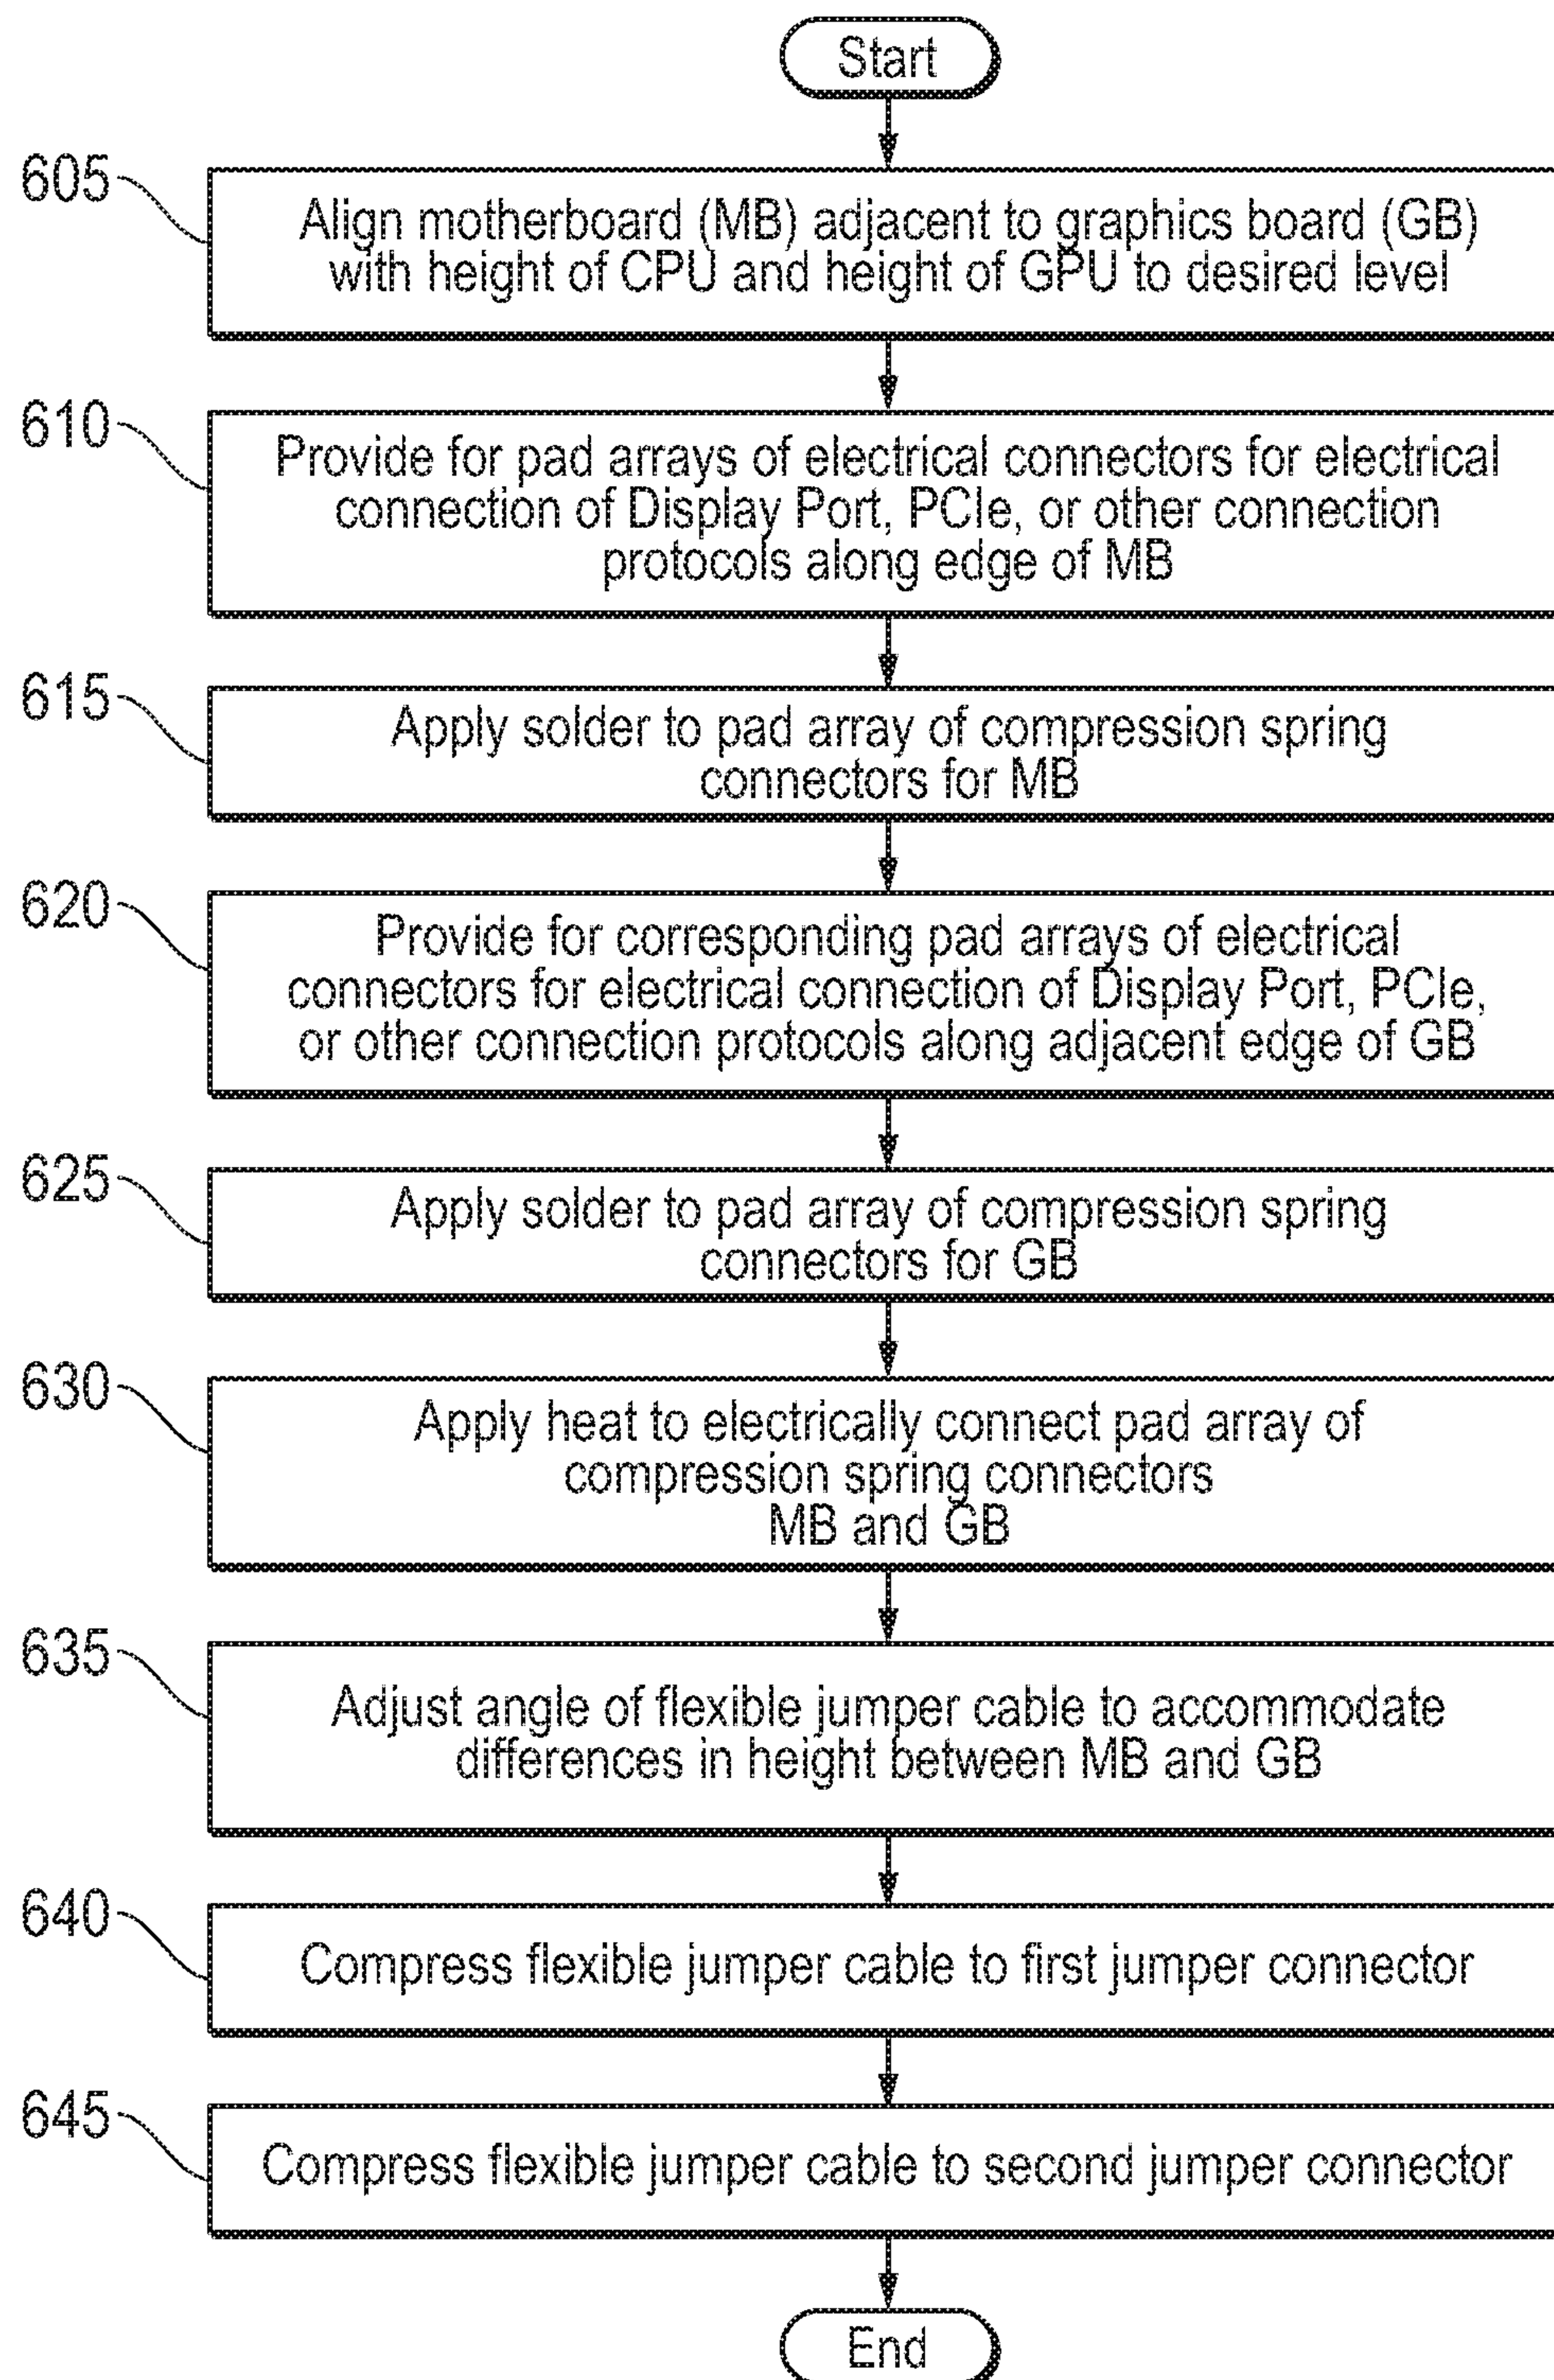 Start
605
Align motherboard (MB) adjacent to graphics board (GB)
with height of CPU and height of GPU to desired level
610
Provide for pad arrays of electrical connectors for electrical
connection of Display Port, PCIe, or other connection
protocols along edge of MB
615
Apply solder to pad array of compression spring
connectors for MB
620
Provide for corresponding pad arrays of electrical
connectors for electrical connection of Display Port, PCIe,
or other connection protocols along adjacent edge of GB
625
Apply solder to pad array of compression spring
connectors for GB
630
Apply heat to electrically connect pad array of
compression spring connectors
MB and GB
635
Adjust angle of flexible jumper cable to accommodate
differences in height between MB and GB
640
Compress flexible jumper cable to first jumper connector
645
Compress flexible jumper cable to second jumper connector
End